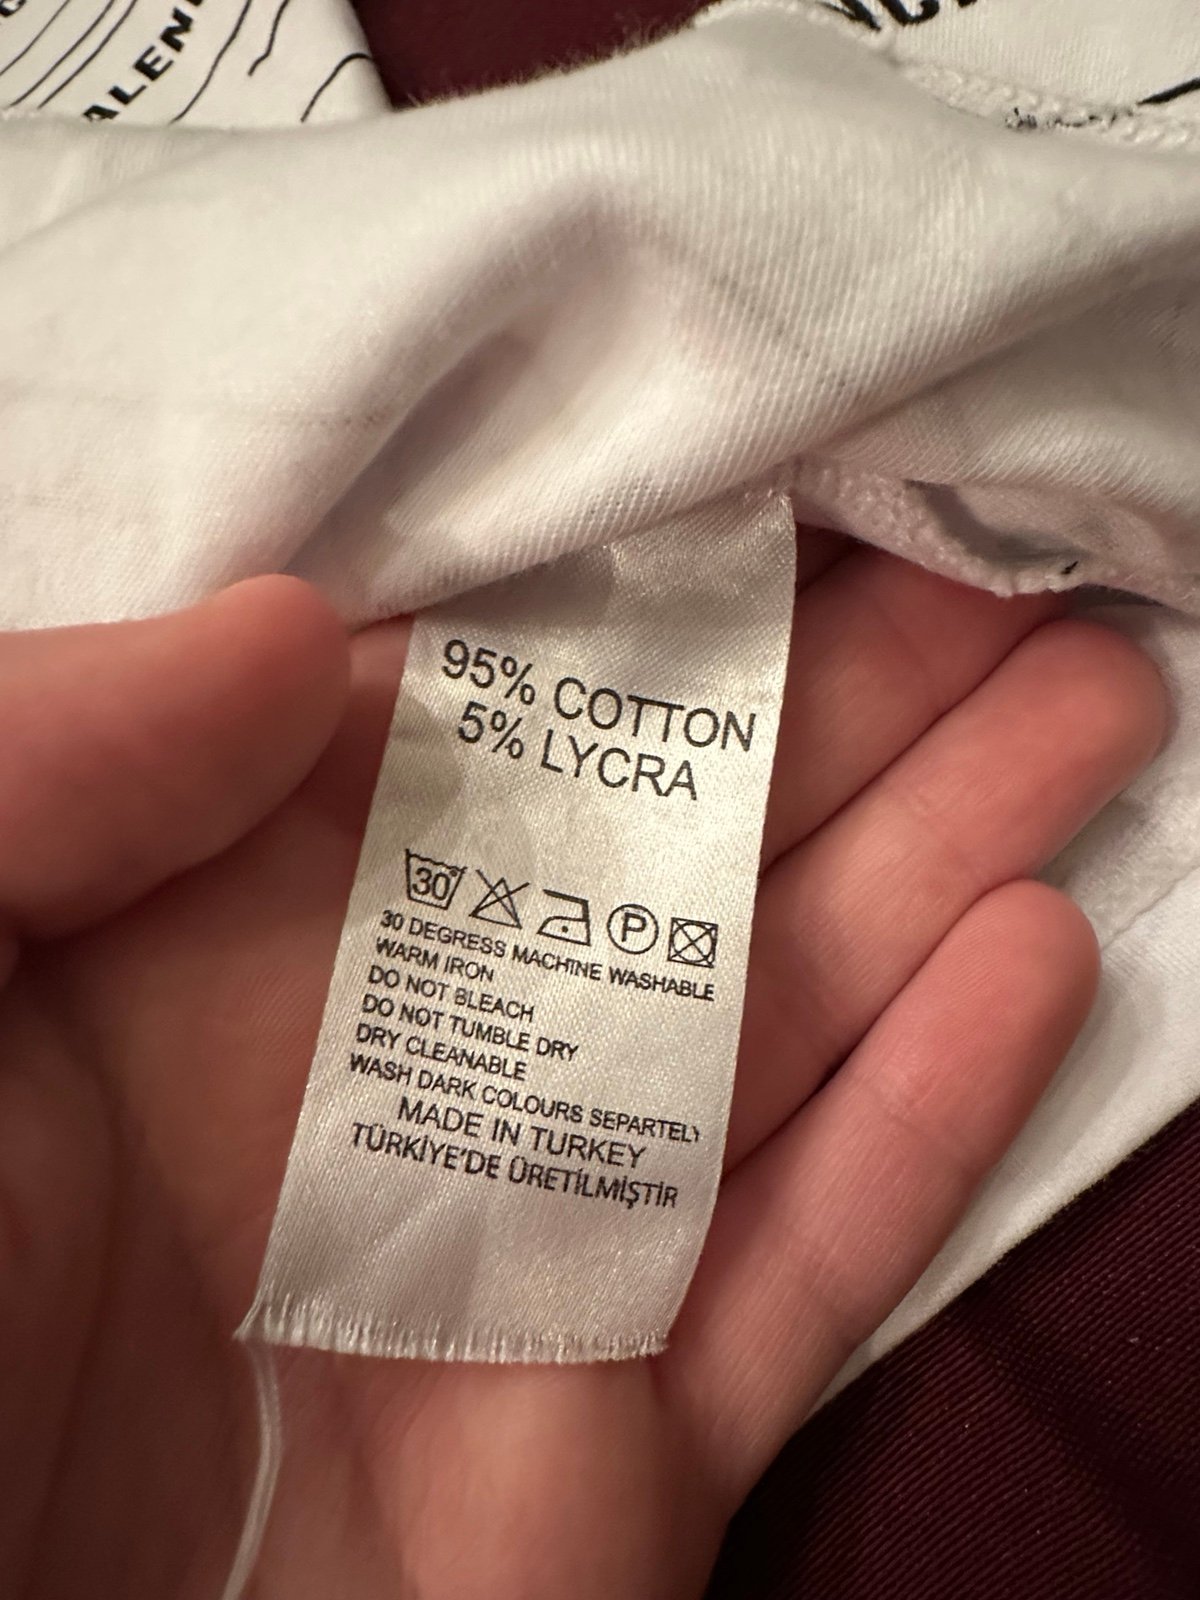 95% COTTON
5% LYCRA
30°
P
30 DEGRESS MACHINE WASHABLE
WARM IRON
DO NOT BLEACH
DO NOT TUMBLE DRY
DRY CLEANABLE
WASH DARK COLOURS SEPARTELY
MADE IN TURKEY
TÜRKİYE'DE ÜRETİLMİŞTİR